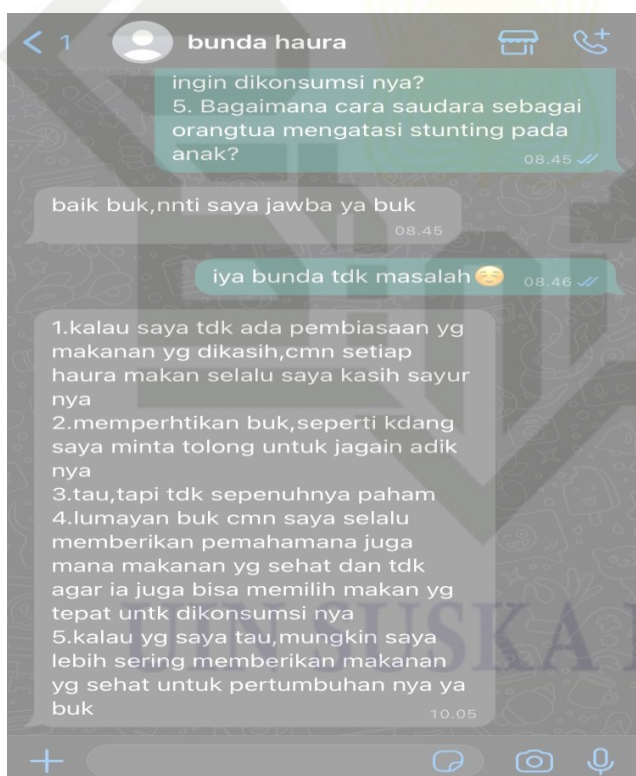 1
bunda haura
ingin dikonsumsi nya?
5. Bagaimana cara saudara sebagai
orangtua mengatasi stunting pada
anak?
08.45
baik buk,nnti saya jawba ya buk
08.45
iya bunda tdk masalah☺️
08.46
1.kalau saya tdk ada pembiasaan yg
makanan yg dikasih,cmn setiap
haura makan selalu saya kasih sayur
nya
2.memperhtikan buk,seperti kdang
saya minta tolong untuk jagain adik
nya
3.tau,tapi tdk sepenuhnya paham
4.lumayan buk cmn saya selalu
memberikan pemahamana juga
mana makanan yg sehat dan tdk
agar ia juga bisa memilih makan yg
tepat untk dikonsumsi nya
5.kalau yg saya tau,mungkin saya
lebih sering memberikan makanan
yg sehat untuk pertumbuhan nya ya
buk
10.05
UIN SUSKA